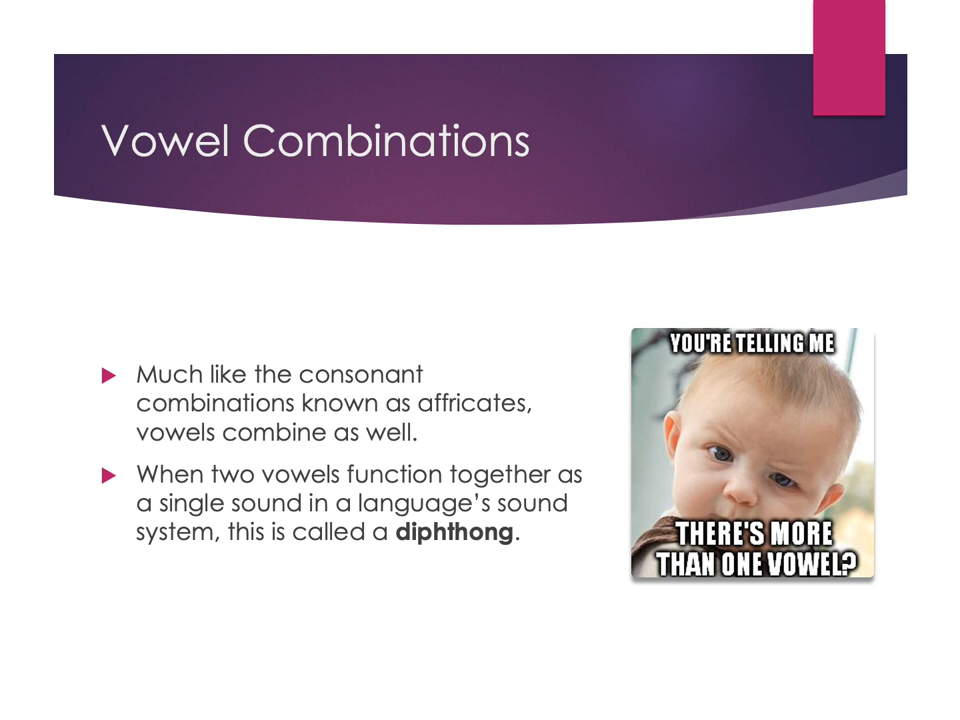 Vowel Combinations
Much like the consonant
combinations known as affricates,
vowels combine as well.
When two vowels function together as
a single sound in a language’s sound
system, this is called a diphthong.
YOU'RE TELLING ME
THERE'S MORE
THAN ONE VOWEL?